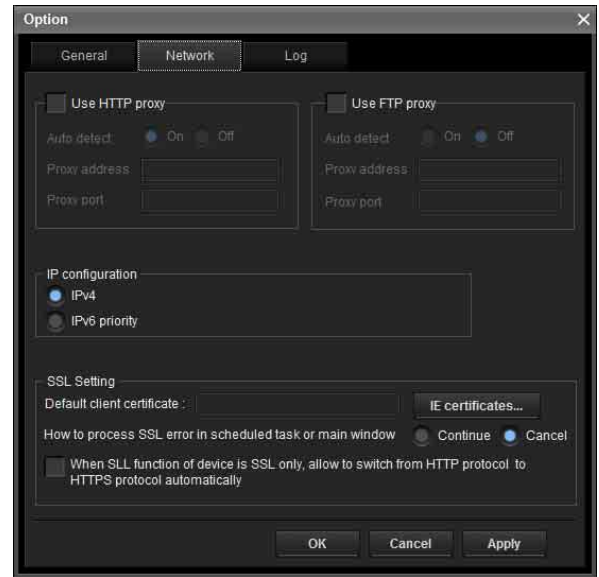 Option
General Network Log
Use HTTP proxy Use FTP proxy
Auto detect On Off Auto detect On Off
Proxy address Proxy address
Proxy port Proxy port
IP configuration
IPv4
IPv6 priority
SSL Setting
Default client certificate : IE certificates...
How to process SSL error in scheduled task or main window Continue Cancel
When SLL function of device is SSL only, allow to switch from HTTP protocol to
HTTPS protocol automatically
OK Cancel Apply